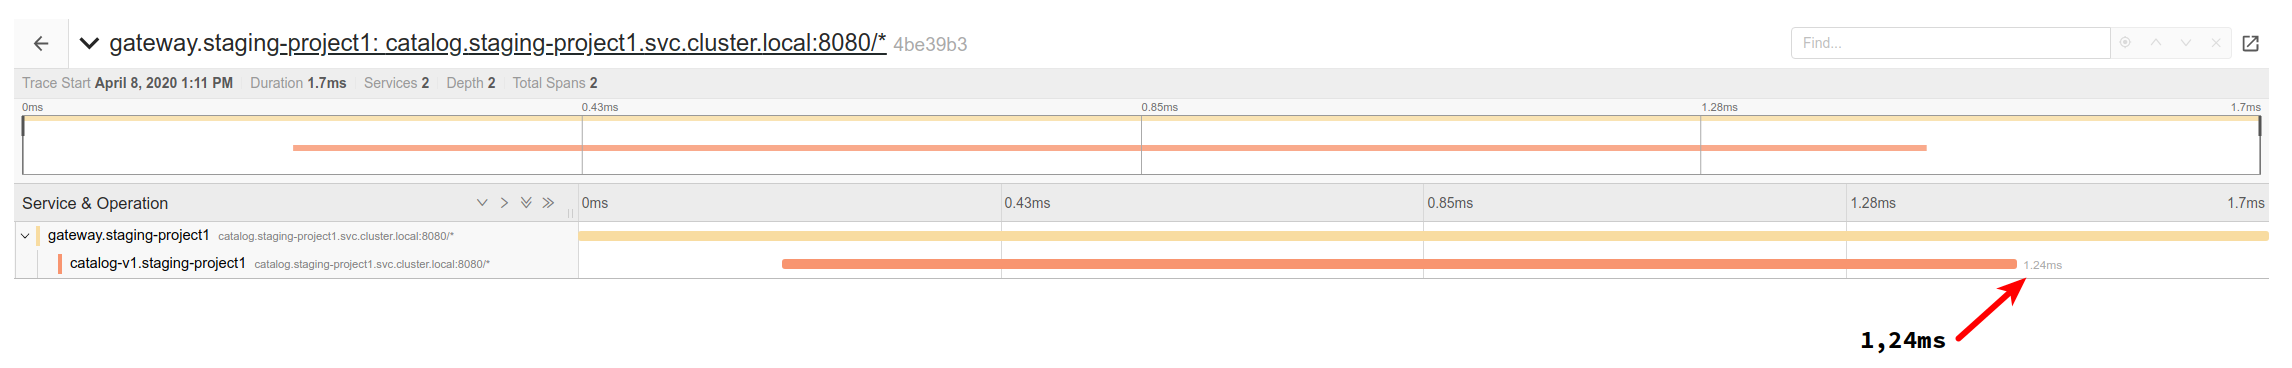 gateway.staging-project1: catalog.staging-project1.svc.cluster.local:8080/* 4be39b3 Find...
Trace Start April 8, 2020 1:11 PM Duration 1.7ms Services 2 Depth 2 Total Spans 2
0ms 0.43ms 0.85ms 1.28ms 1.7ms
Service & Operation 0ms 0.43ms 0.85ms 1.28ms 1.7ms
gateway.staging-project1 catalog.staging-project1.svc.cluster.local:8080/*
catalog-v1.staging-project1 catalog.staging-project1.svc.cluster.local:8080/* 1.24ms
1,24ms